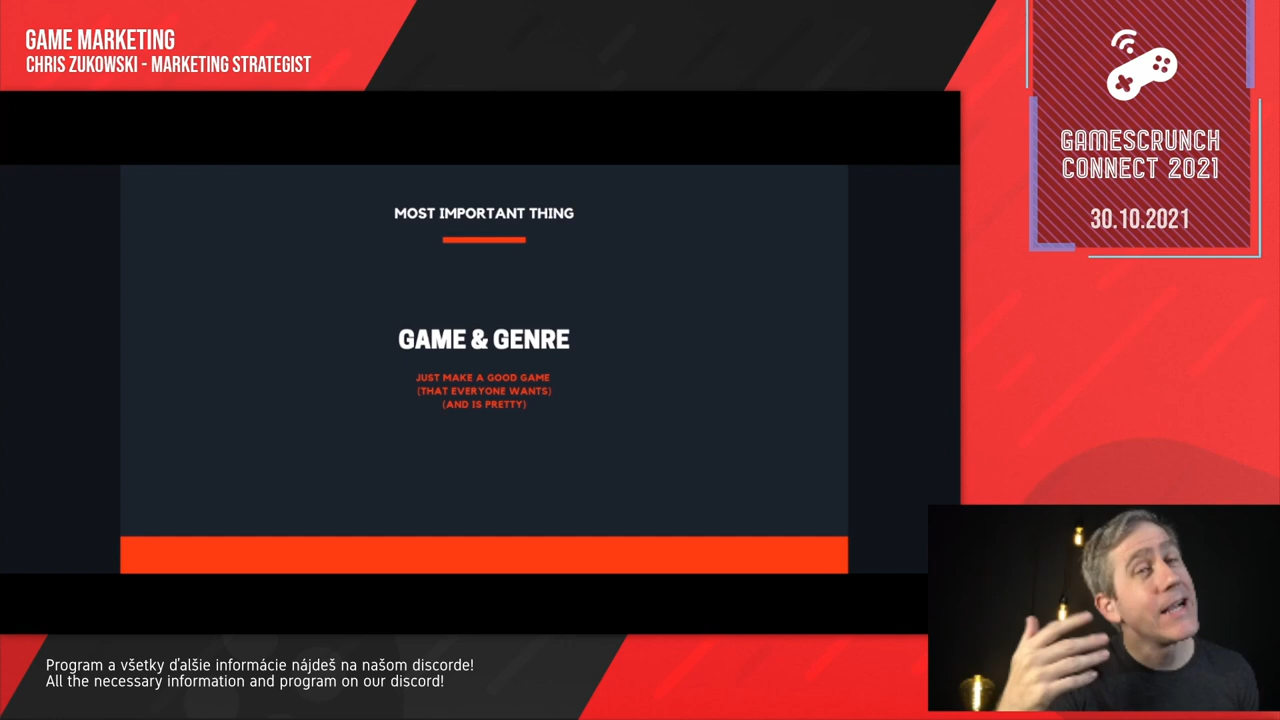 GAME MARKETING
CHRIS ZUKOWSKI - MARKETING STRATEGIST
GAMESCRUNCH
CONNECT 2021
30.10.2021
MOST IMPORTANT THING
GAME & GENRE
JUST MAKE A GOOD GAME
(THAT EVERYONE WANTS)
(AND IS PRETTY)
Program a všetky ďalšie informácie nájdeš na našom discorde!
All the necessary information and program on our discord!